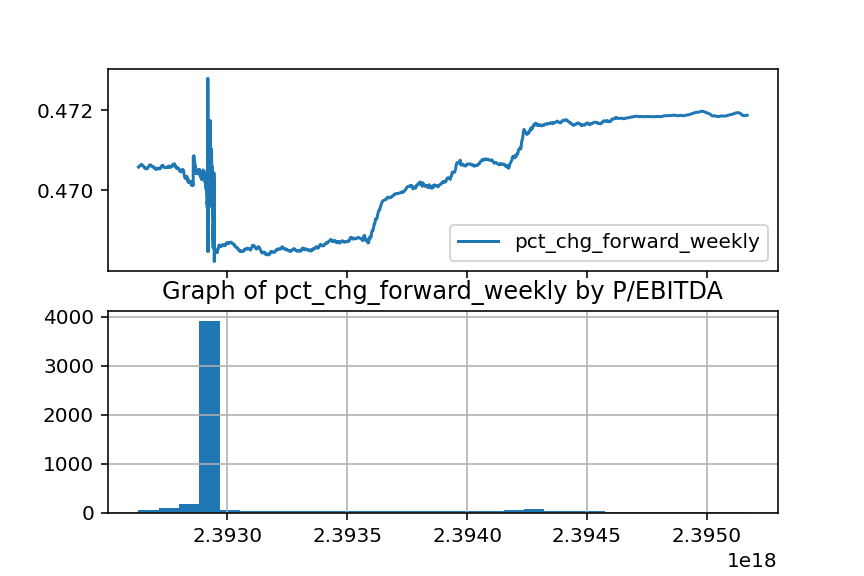 0.472
0.470
pct_chg_forward_weekly
Graph of pct_chg_forward_weekly by P/EBITDA
4000
3000
2000
1000
0
2.3930 2.3935 2.3940 2.3945 2.3950
1e18